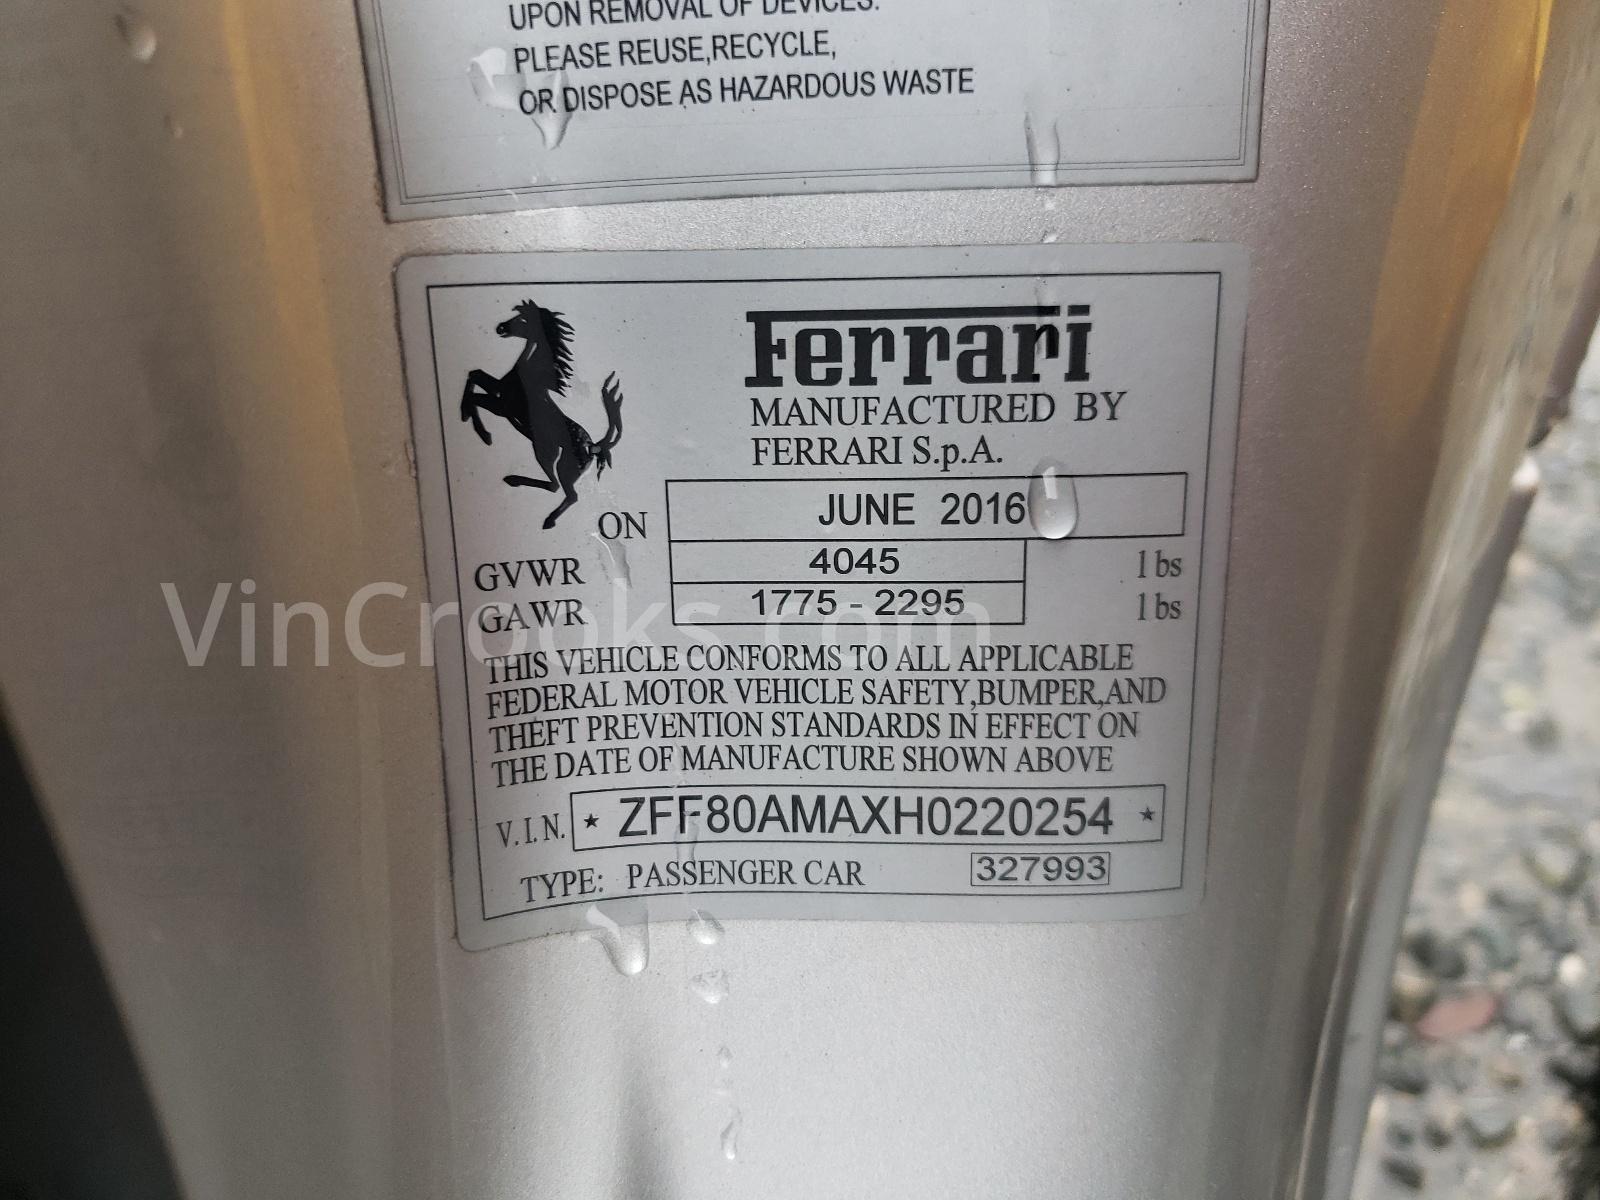 UPON REMOVAL OF DEVICES.
PLEASE REUSE,RECYCLE,
OR DISPOSE AS HAZARDOUS WASTE
Ferrari
MANUFACTURED BY
FERRARI S.p.A.
ON JUNE 2016
GVWR 4045 lbs
GAWR 1775 - 2295 lbs
VinCrooks.com
THIS VEHICLE CONFORMS TO ALL APPLICABLE
FEDERAL MOTOR VEHICLE SAFETY,BUMPER,AND
THEFT PREVENTION STANDARDS IN EFFECT ON
THE DATE OF MANUFACTURE SHOWN ABOVE
V.I.N. ★ ZFF80AMAXH0220254 ★
TYPE: PASSENGER CAR 327993